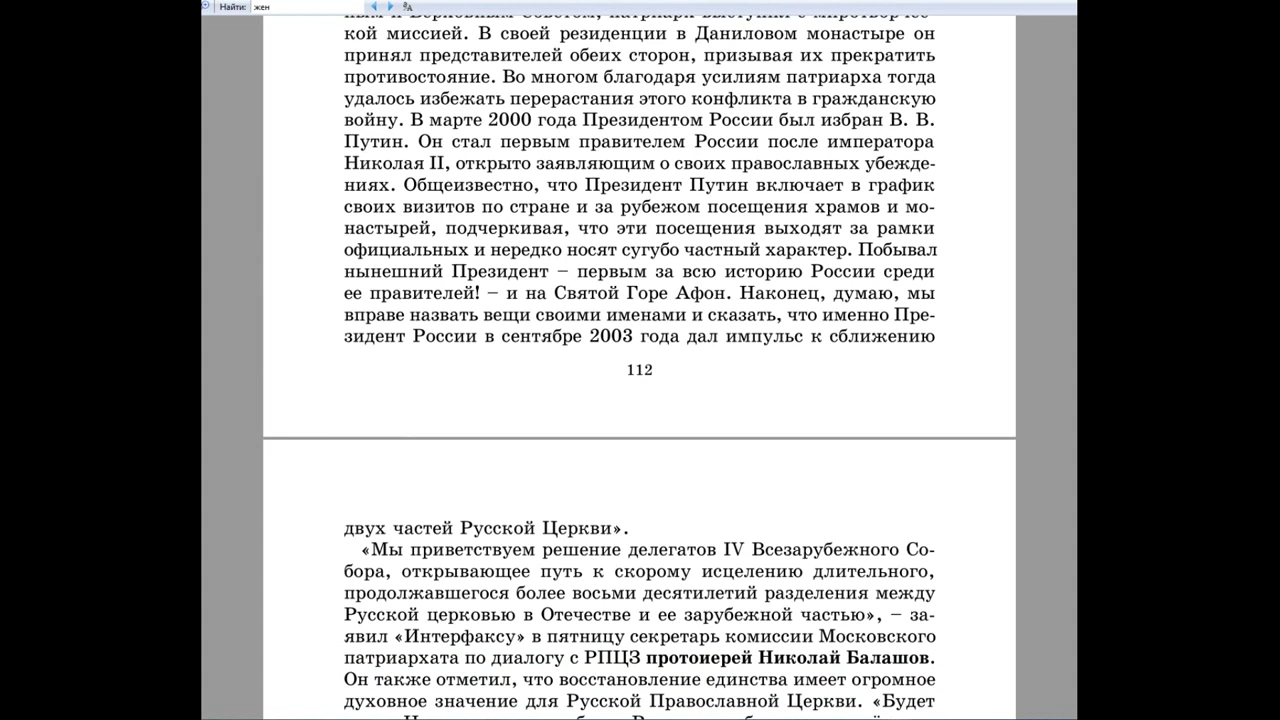 Найти: жен
кой миссией. В своей резиденции в Даниловом монастыре он
принял представителей обеих сторон, призывая их прекратить
противостояние. Во многом благодаря усилиям патриарха тогда
удалось избежать перерастания этого конфликта в гражданскую
войну. В марте 2000 года Президентом России был избран В. В.
Путин. Он стал первым правителем России после императора
Николая II, открыто заявляющим о своих православных убежде-
ниях. Общеизвестно, что Президент Путин включает в график
своих визитов по стране и за рубежом посещения храмов и мо-
настырей, подчеркивая, что эти посещения выходят за рамки
официальных и нередко носят сугубо частный характер. Побывал
нынешний Президент – первым за всю историю России среди
ее правителей! – и на Святой Горе Афон. Наконец, думаю, мы
вправе назвать вещи своими именами и сказать, что именно Пре-
зидент России в сентябре 2003 года дал импульс к сближению
112
двух частей Русской Церкви».
«Мы приветствуем решение делегатов IV Всезарубежного Со-
бора, открывающее путь к скорому исцелению длительного,
продолжавшегося более восьми десятилетий разделения между
Русской церковью в Отечестве и ее зарубежной частью», – за-
явил «Интерфаксу» в пятницу секретарь комиссии Московского
патриархата по диалогу с РПЦЗ протоиерей Николай Балашов.
Он также отметил, что восстановление единства имеет огромное
духовное значение для Русской Православной Церкви. «Будет